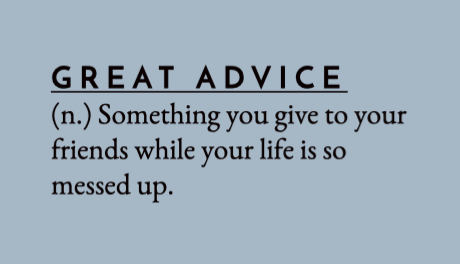 GREAT ADVICE
(n.) Something you give to your
friends while your life is so
messed up.